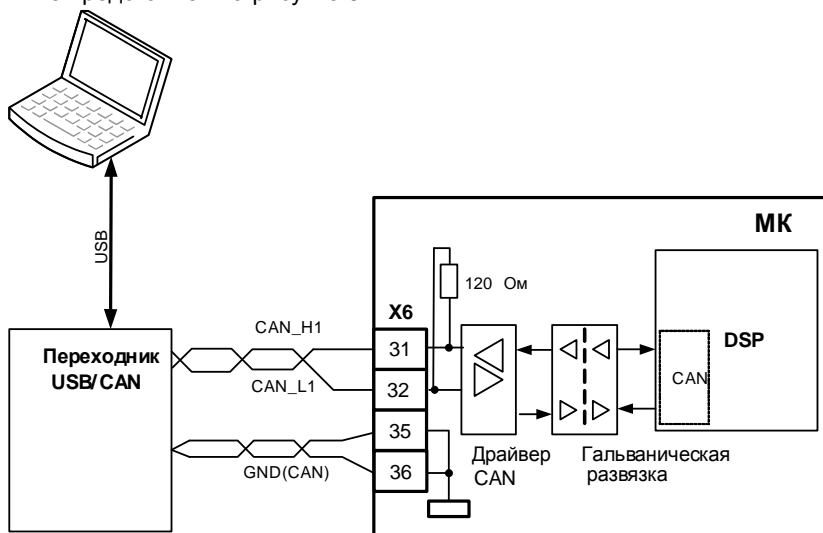 USB
МК
120 Ом
X6
CAN_H1
31
DSP
Переходник
USB/CAN
CAN_L1
32
CAN
35
GND(CAN)
36
Драйвер
CAN
Гальваническая
развязка